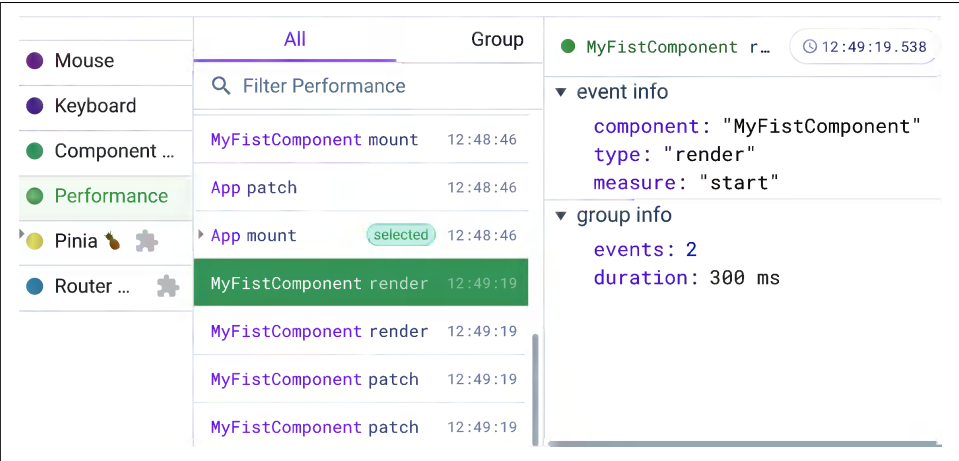 Mouse
Keyboard
Component ...
Performance
Pinia 🍍
Router ...
All
Group
Filter Performance
MyFistComponent mount 12:48:46
App patch 12:48:46
App mount selected 12:48:46
MyFistComponent render 12:49:19
MyFistComponent render 12:49:19
MyFistComponent patch 12:49:19
MyFistComponent patch 12:49:19
MyFistComponent r... 12:49:19.538
event info
component: "MyFistComponent"
type: "render"
measure: "start"
group info
events: 2
duration: 300 ms